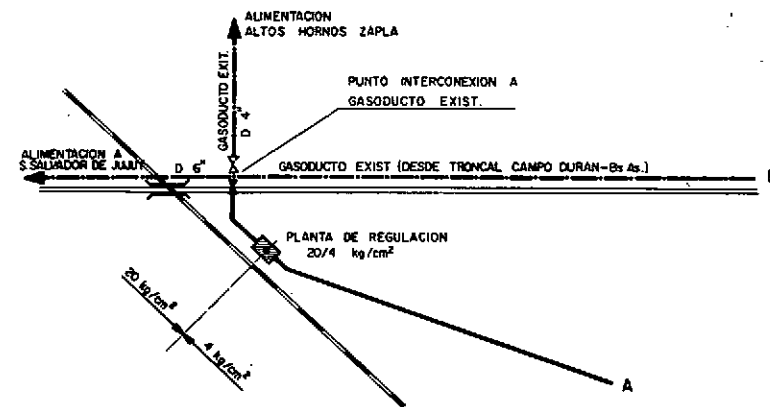 ALIMENTACION
ALTOS HORNOS ZAPLA
GASODUCTO EXIT.
D 4"
PUNTO INTERCONEXION A
GASODUCTO EXIST.
ALIMENTACION A
S. SALVADOR DE JUJUY
D 6"
GASODUCTO EXIST (DESDE TRONCAL CAMPO DURAN-Bs As.)
PLANTA DE REGULACION
20/4 kg/cm²
20 kg/cm²
4 kg/cm²
A